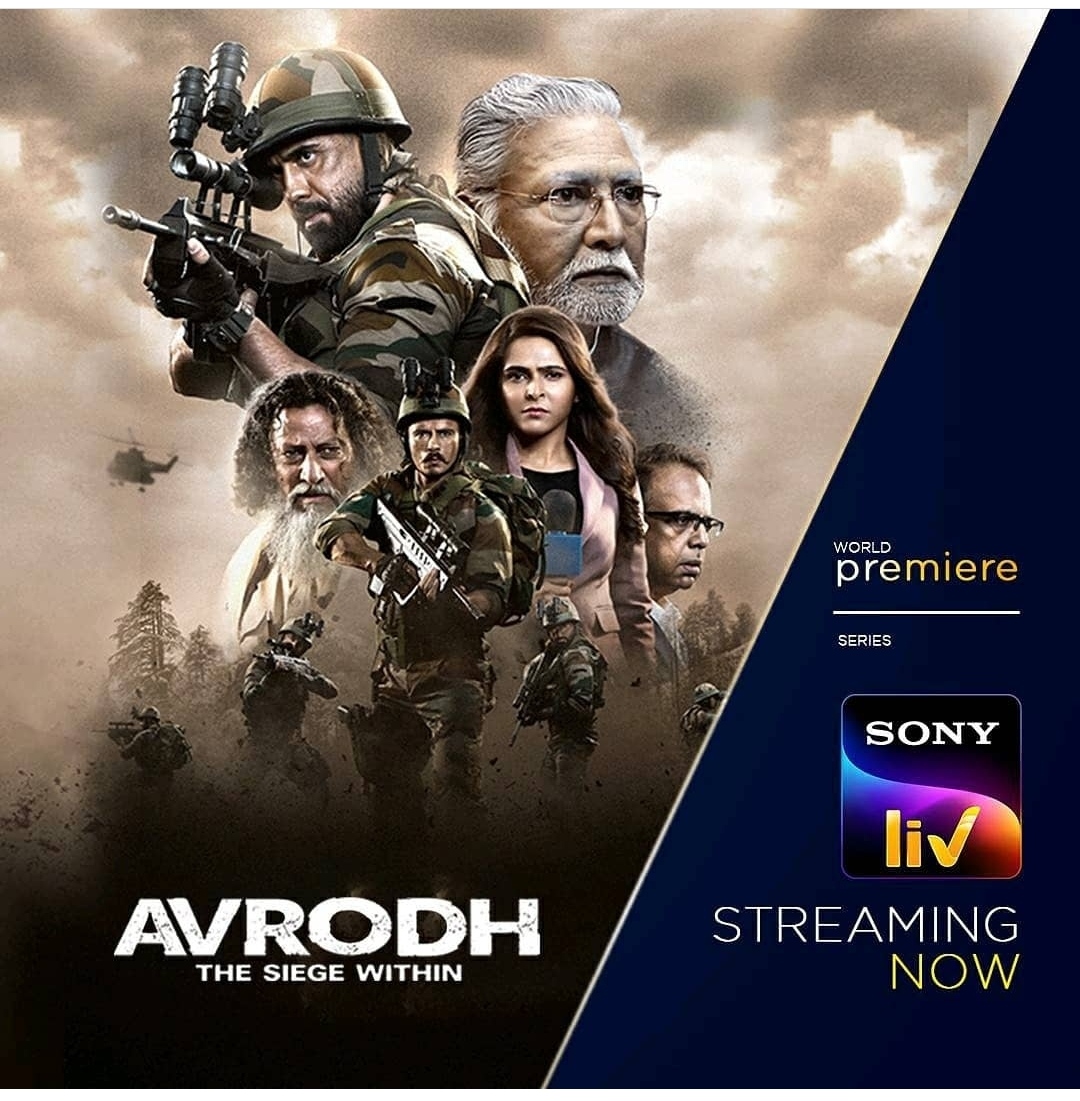 AVRODH
THE SIEGE WITHIN
WORLD
premiere
SERIES
SONY
liv
STREAMING
NOW